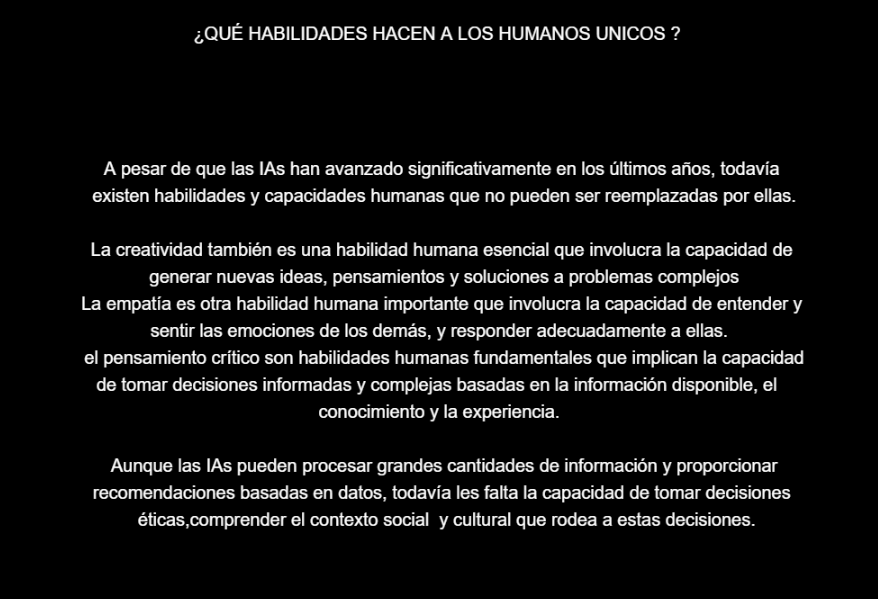 ¿QUÉ HABILIDADES HACEN A LOS HUMANOS UNICOS ?
A pesar de que las IAs han avanzado significativamente en los últimos años, todavía
existen habilidades y capacidades humanas que no pueden ser reemplazadas por ellas.
La creatividad también es una habilidad humana esencial que involucra la capacidad de
generar nuevas ideas, pensamientos y soluciones a problemas complejos
La empatía es otra habilidad humana importante que involucra la capacidad de entender y
sentir las emociones de los demás, y responder adecuadamente a ellas.
el pensamiento crítico son habilidades humanas fundamentales que implican la capacidad
de tomar decisiones informadas y complejas basadas en la información disponible, el
conocimiento y la experiencia.
Aunque las IAs pueden procesar grandes cantidades de información y proporcionar
recomendaciones basadas en datos, todavía les falta la capacidad de tomar decisiones
éticas,comprender el contexto social  y cultural que rodea a estas decisiones.